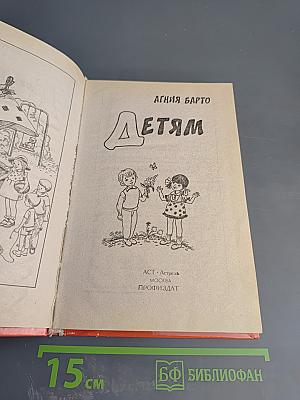 АГНИЯ БАРТО
ДЕТЯМ
АСТ • Астрель
МОСКВА
ПРОФИЗДАТ
15 см
БФ БИБЛИОФАН